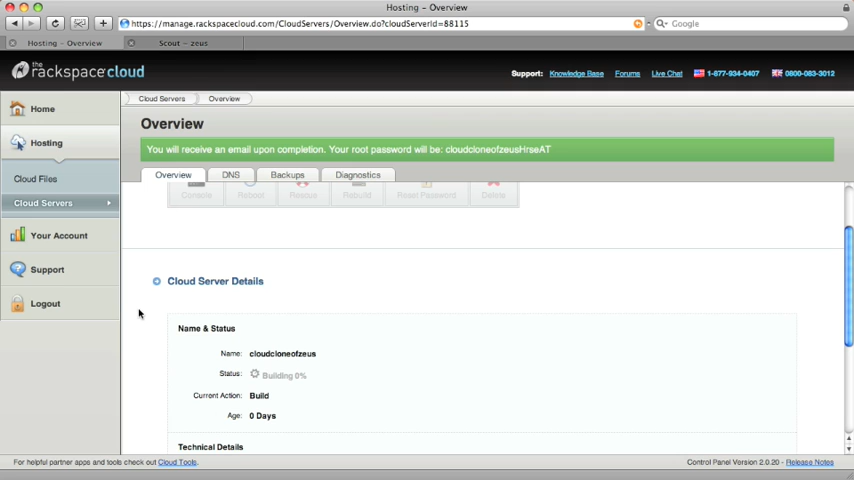 Hosting – Overview
https://manage.rackspacecloud.com/CloudServers/Overview.do?cloudServerId=88115
Google
Hosting – Overview
Scout – zeus
the rackspacecloud
Support: Knowledge Base Forums Live Chat 1-877-934-0407 0800-083-3012
Home
Hosting
Cloud Files
Cloud Servers
Your Account
Support
Logout
Cloud Servers Overview
Overview
You will receive an email upon completion. Your root password will be: cloudcloneofzeusHrseAT
Overview DNS Backups Diagnostics
Console Reboot Rescue Rebuild Reset Password Delete
Cloud Server Details
Name & Status
Name: cloudcloneofzeus
Status: Building 0%
Current Action: Build
Age: 0 Days
Technical Details
For helpful partner apps and tools check out Cloud Tools.
Control Panel Version 2.0.20 - Release Notes